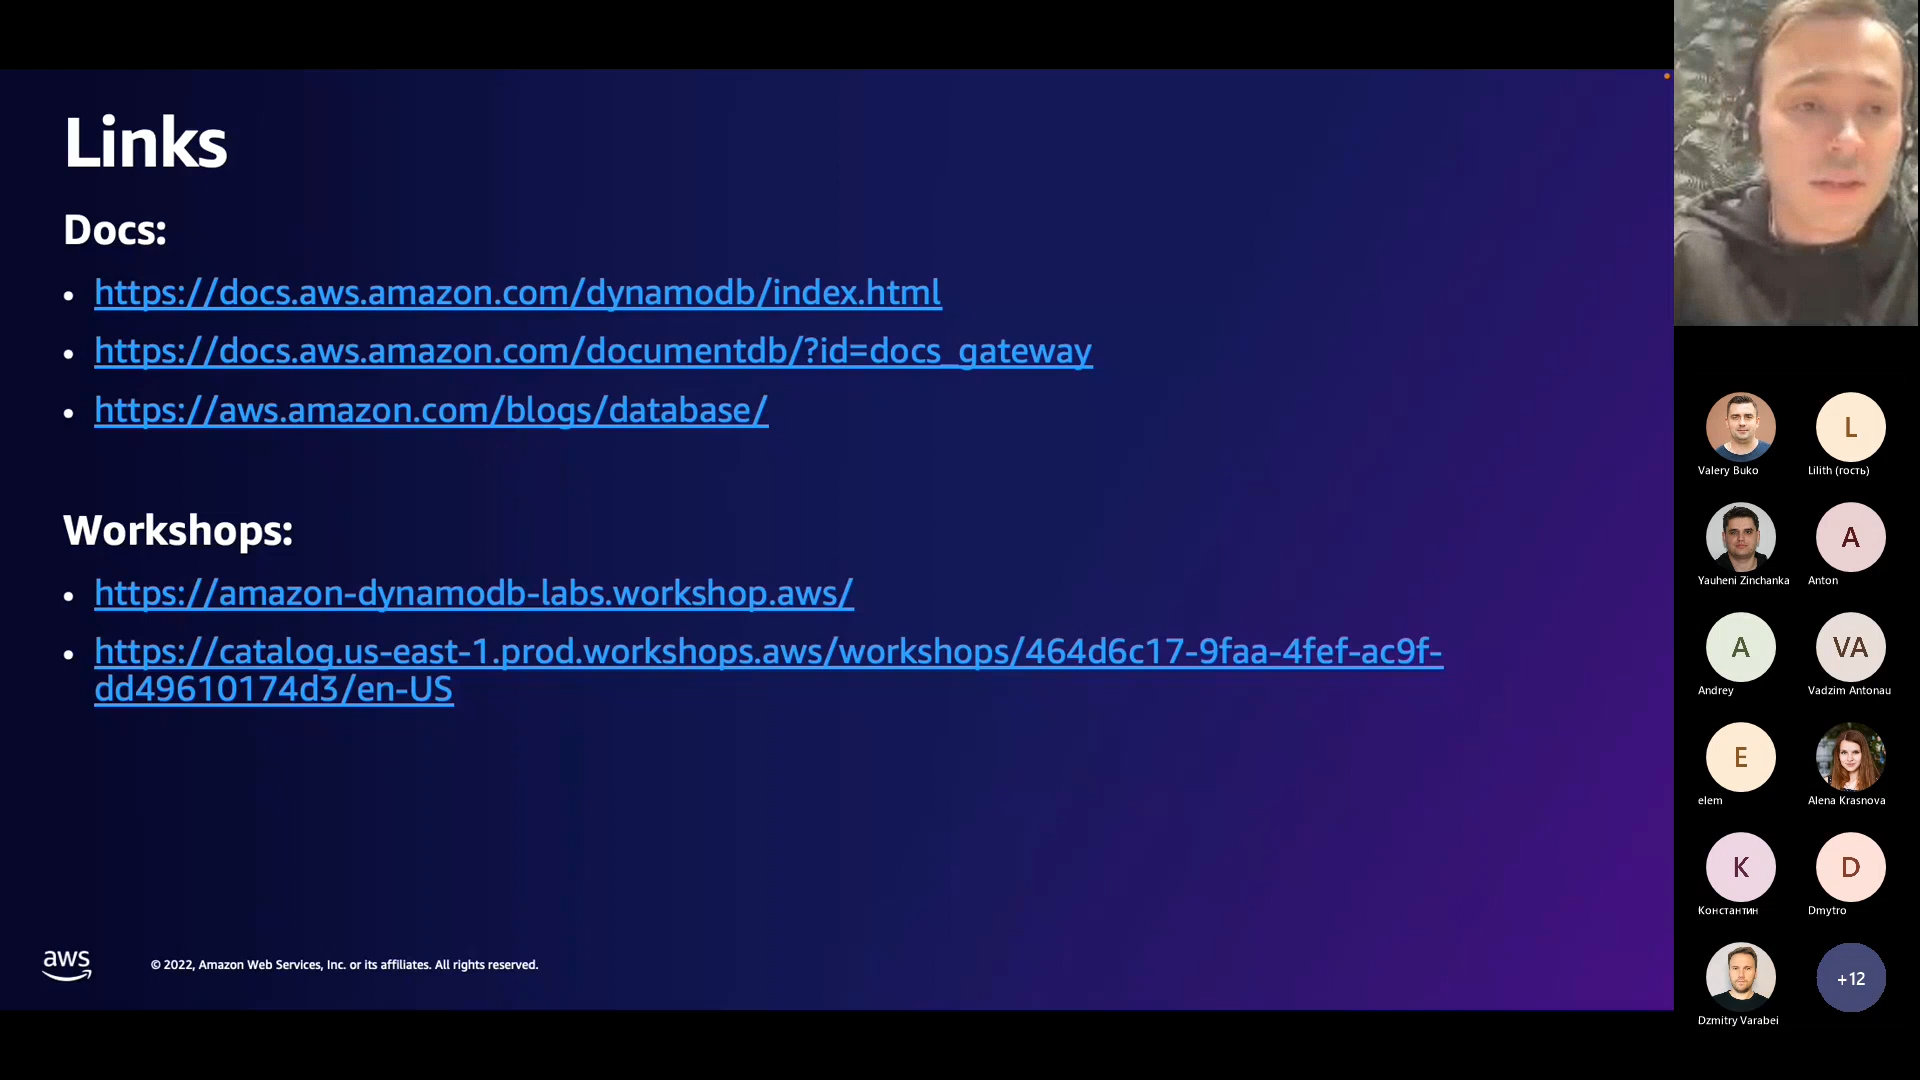 Links
Docs:
• https://docs.aws.amazon.com/dynamodb/index.html
• https://docs.aws.amazon.com/documentdb/?id=docs_gateway
• https://aws.amazon.com/blogs/database/
Workshops:
• https://amazon-dynamodb-labs.workshop.aws/
• https://catalog.us-east-1.prod.workshops.aws/workshops/464d6c17-9faa-4fef-ac9f-
dd49610174d3/en-US
aws
© 2022, Amazon Web Services, Inc. or its affiliates. All rights reserved.
L
Valery Buko
Lilith (гость)
A
Yauheni Zinchanka
Anton
A
VA
Andrey
Vadzim Antonau
E
elem
Alena Krasnova
K
D
Константин
Dmytro
+12
Dzmitry Varabei